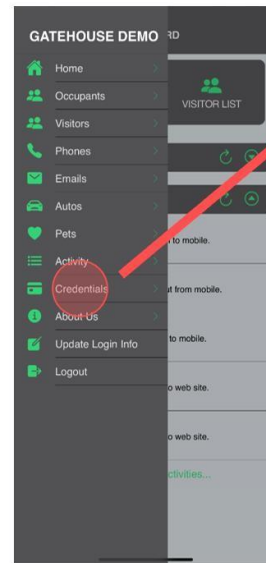 GATEHOUSE DEMO
RD
Home
Occupants
VISITOR LIST
Visitors
Phones
Emails
Autos
Pets
to mobile.
Activity
Credentials
t from mobile.
About Us
to mobile.
Update Login Info
Logout
o web site.
o web site.
ctivities...